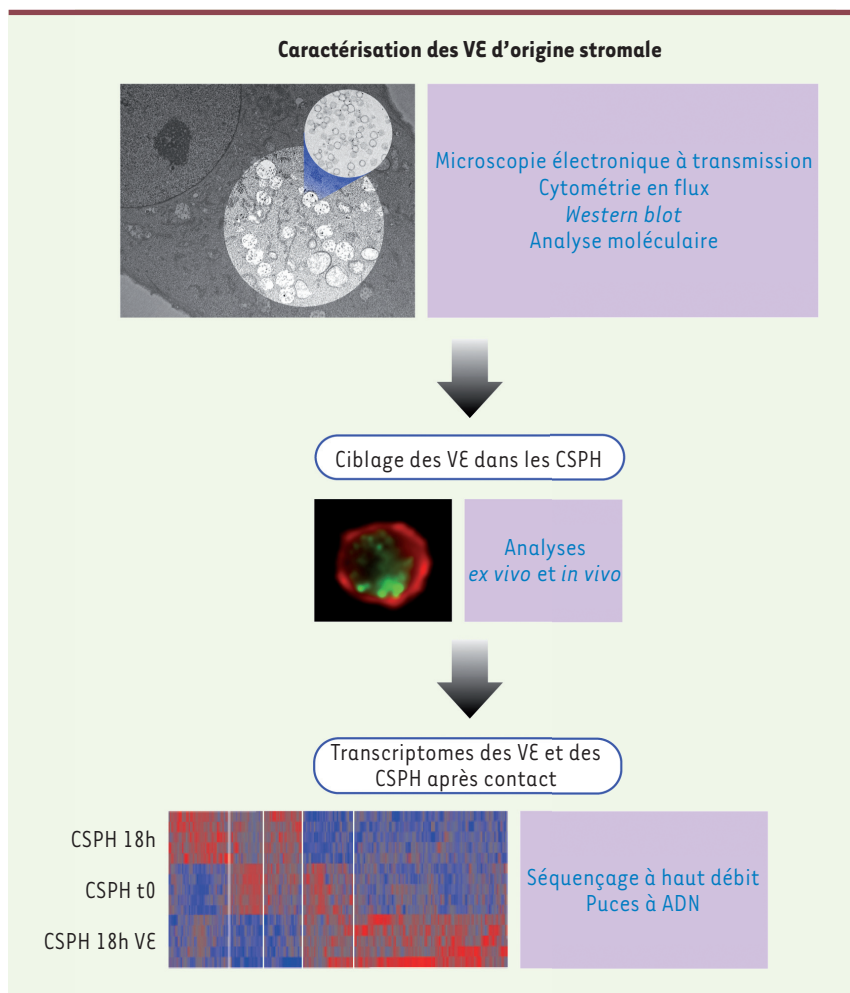 Caractérisation des VE d'origine stromale
Microscopie électronique à transmission
Cytométrie en flux
Western blot
Analyse moléculaire
Ciblage des VE dans les CSPH
Analyses
ex vivo et in vivo
Transcriptomes des VE et des
CSPH après contact
CSPH 18h
CSPH t0
CSPH 18h VE
Séquençage à haut débit
Puces à ADN